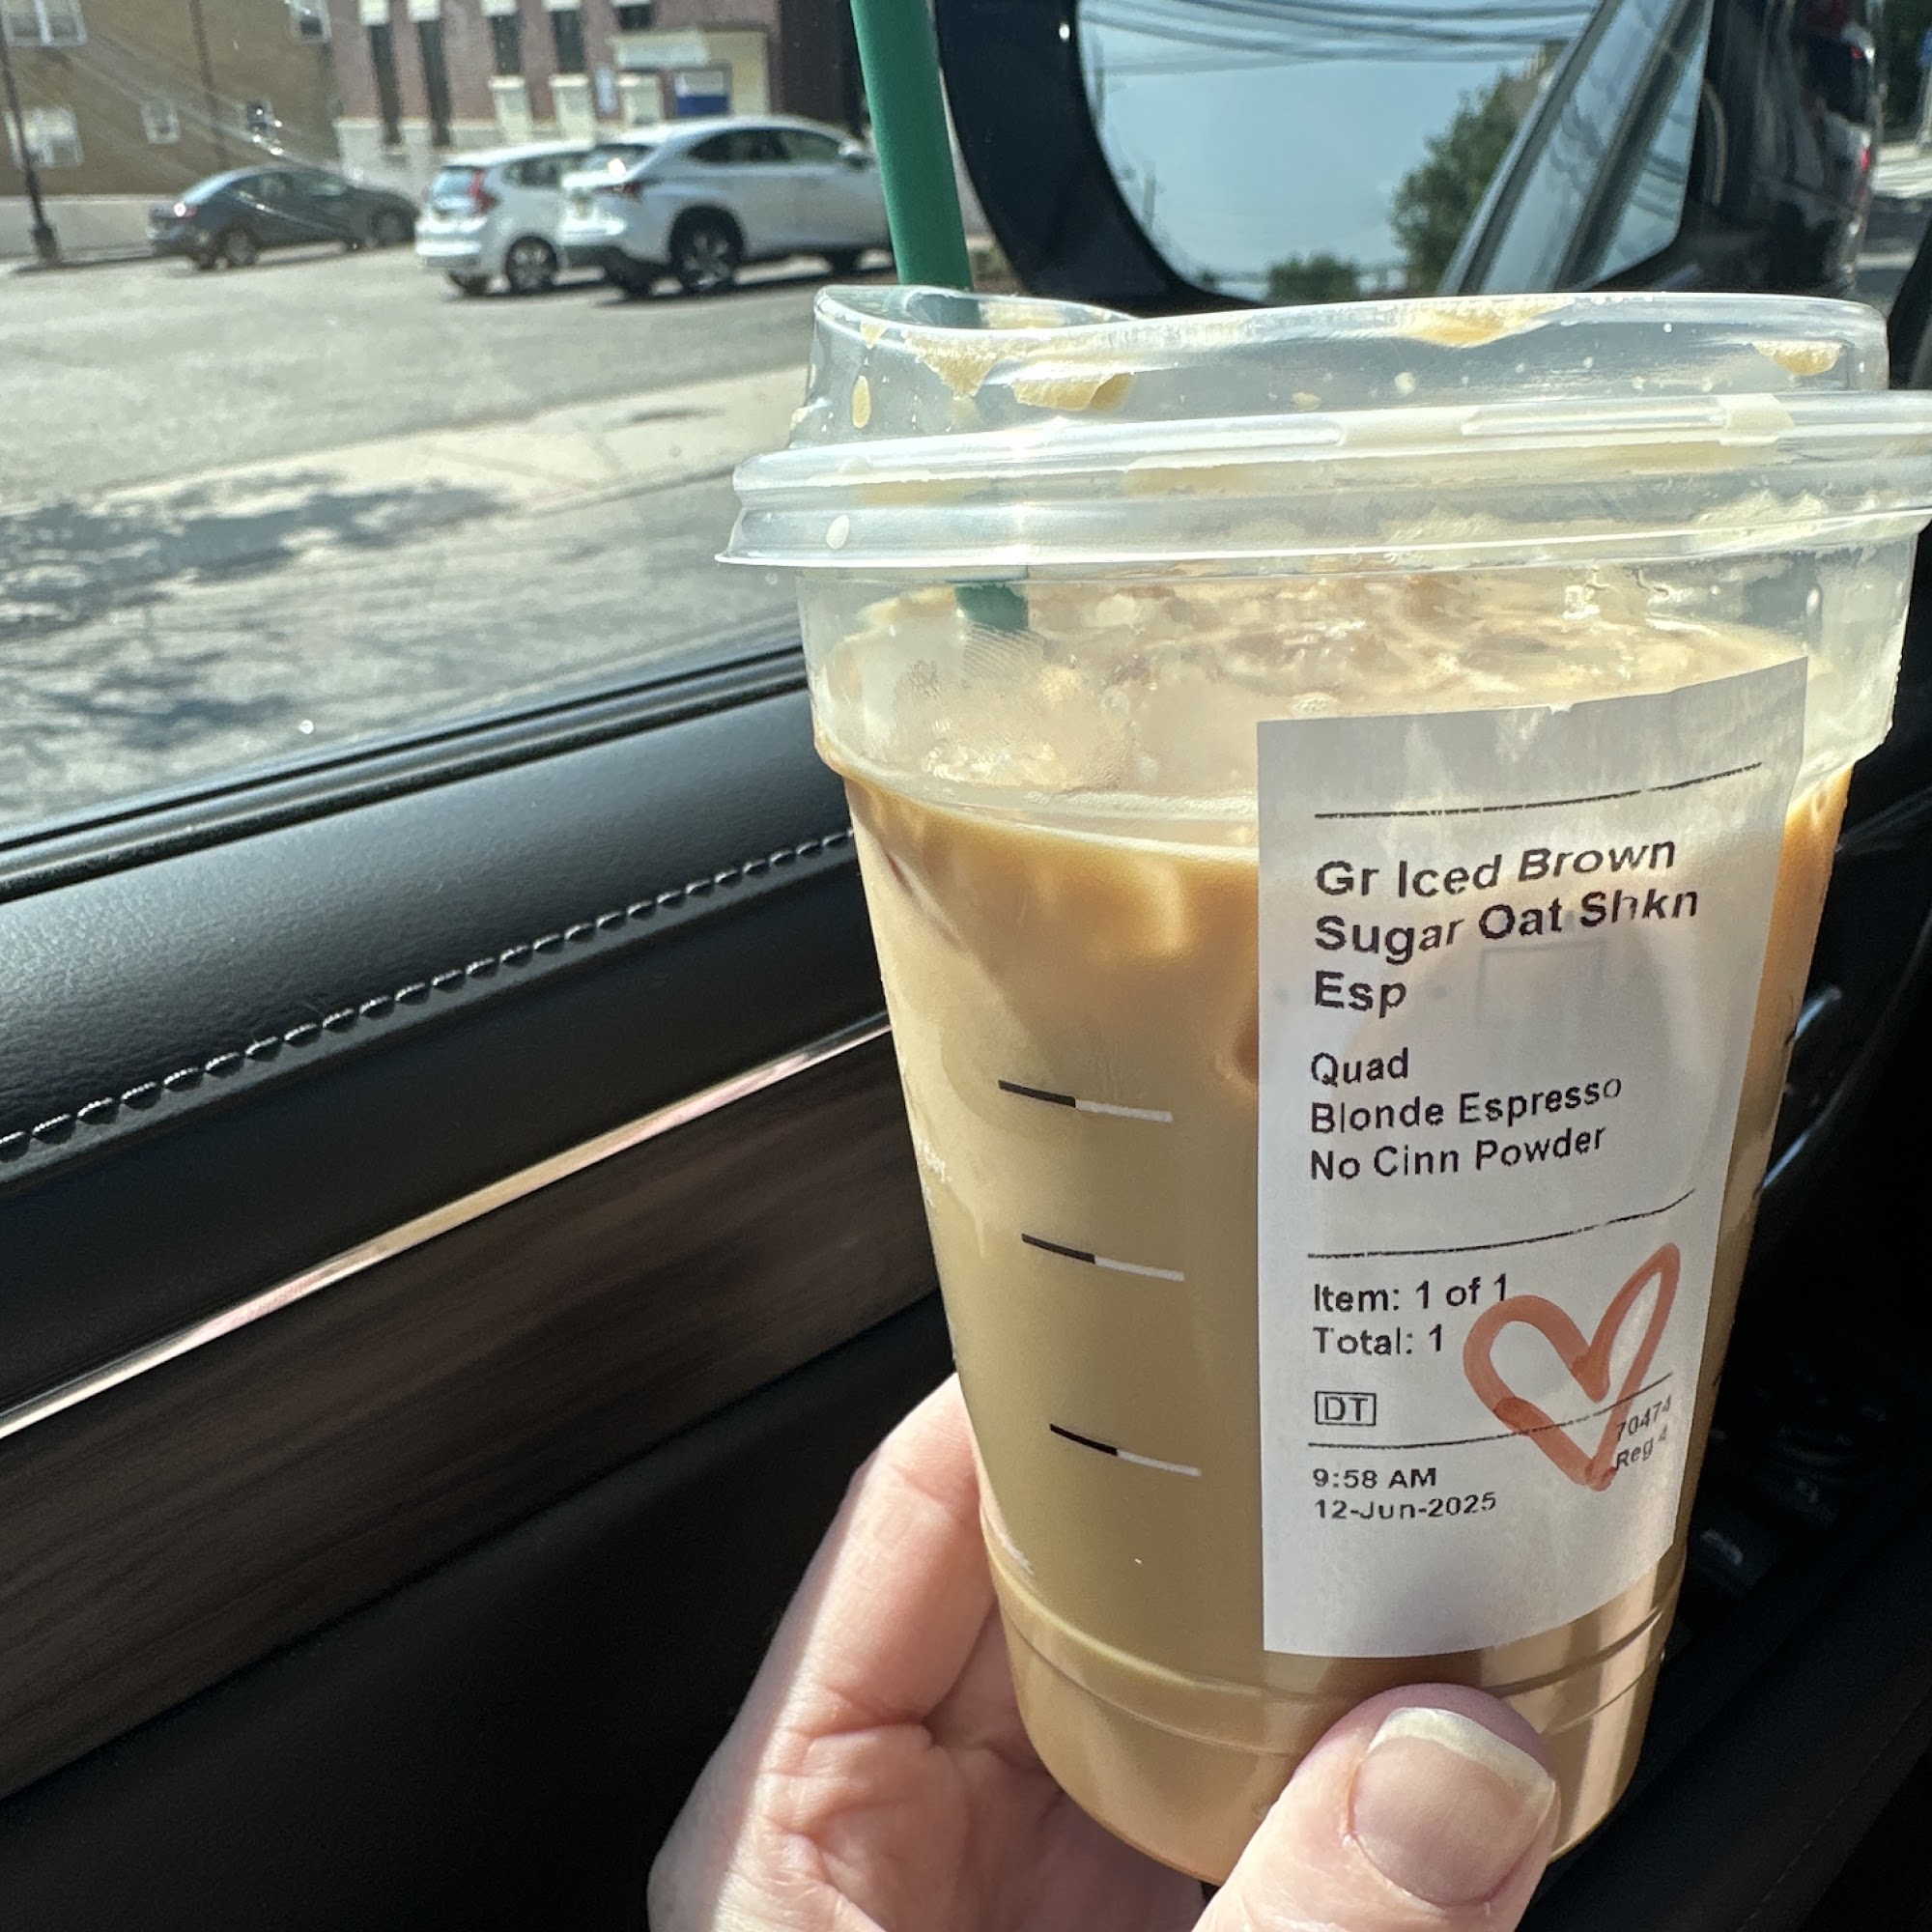 Gr Iced Brown
Sugar Oat Shkn
Esp
Quad
Blonde Espresso
No Cinn Powder
Item: 1 of 1
Total: 1
DT
70474
Reg 4
9:58 AM
12-Jun-2025